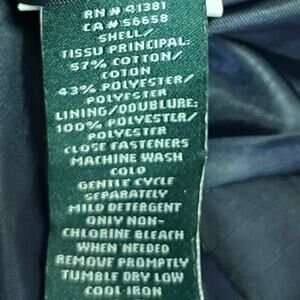 RN # 41381
CA # 56658
SHELL/
TISSU PRINCIPAL:
57% COTTON/
COTON
43% POLYESTER/
POLYESTER
LINING/DOUBLURE:
100% POLYESTER/
POLYESTER
CLOSE FASTENERS
MACHINE WASH
COLD
GENTLE CYCLE
SEPARATELY
MILD DETERGENT
ONLY NON-
CHLORINE BLEACH
WHEN NEEDED
REMOVE PROMPTLY
TUMBLE DRY LOW
COOL IRON